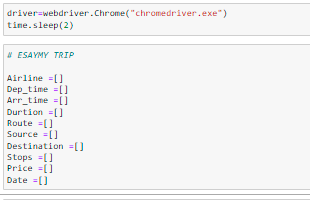 driver=webdriver.Chrome("chromedriver.exe")
time.sleep(2)
# ESAYMY TRIP
Airline =[]
Dep_time =[]
Arr_time =[]
Durtion =[]
Route =[]
Source =[]
Destination =[]
Stops =[]
Price =[]
Date =[]